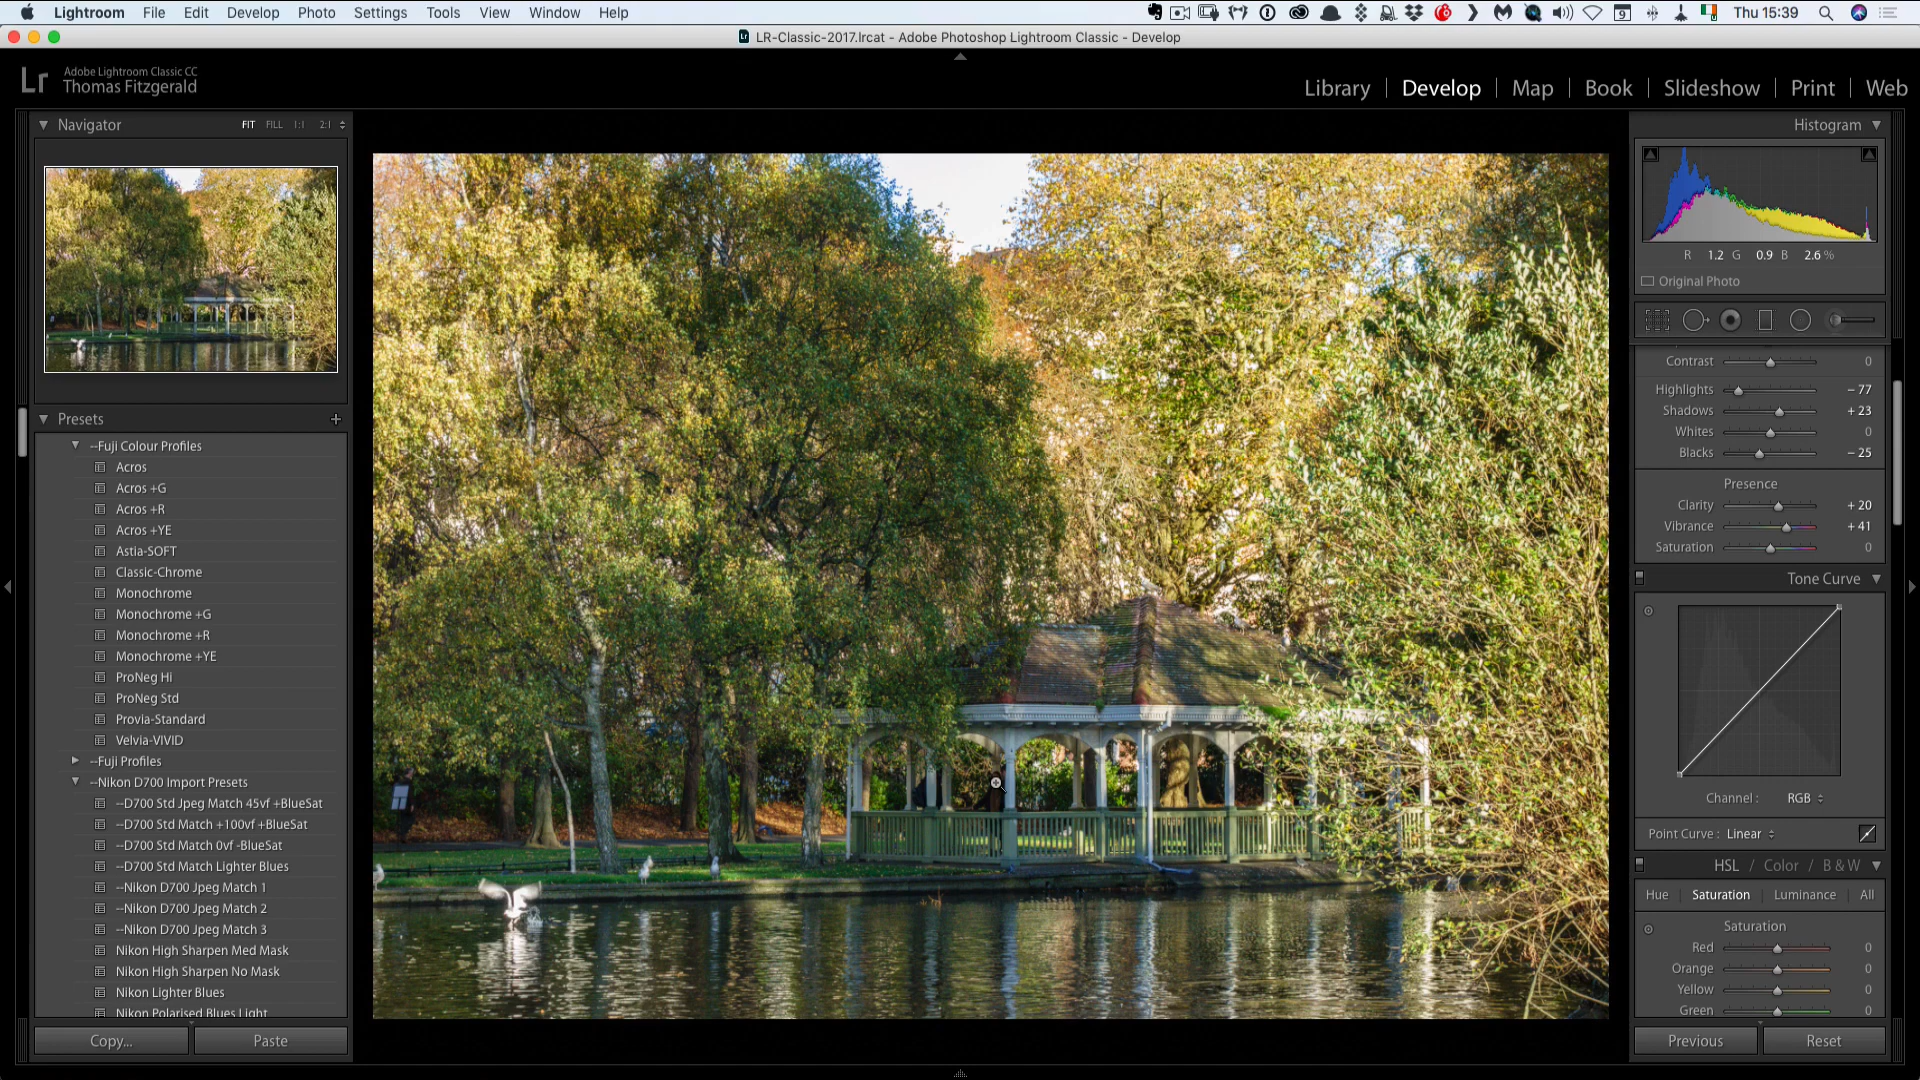 Lightroom File Edit Develop Photo Settings Tools View Window Help 9 Thu 15:39
LR-Classic-2017.lrcat - Adobe Photoshop Lightroom Classic - Develop
Lr Adobe Lightroom Classic CC
Thomas Fitzgerald
Library | Develop | Map | Book | Slideshow | Print | Web
Navigator FIT FILL 1:1 2:1
Presets +
--Fuji Colour Profiles
Acros
Acros +G
Acros +R
Acros +YE
Astia-SOFT
Classic-Chrome
Monochrome
Monochrome +G
Monochrome +R
Monochrome +YE
ProNeg Hi
ProNeg Std
Provia-Standard
Velvia-VIVID
--Fuji Profiles
--Nikon D700 Import Presets
--D700 Std Jpeg Match 45vf +BlueSat
--D700 Std Match +100vf +BlueSat
--D700 Std Match 0vf -BlueSat
--D700 Std Match Lighter Blues
--Nikon D700 Jpeg Match 1
--Nikon D700 Jpeg Match 2
--Nikon D700 Jpeg Match 3
Nikon High Sharpen Med Mask
Nikon High Sharpen No Mask
Nikon Lighter Blues
Nikon Polarised Blues Light
Copy... Paste
Histogram
R 1.2 G 0.9 B 2.6 %
Original Photo
Contrast 0
Highlights – 77
Shadows + 23
Whites 0
Blacks – 25
Presence
Clarity + 20
Vibrance + 41
Saturation 0
Tone Curve
Channel : RGB
Point Curve : Linear
HSL / Color / B & W
Hue Saturation Luminance All
Saturation
Red 0
Orange 0
Yellow 0
Green 0
Previous Reset